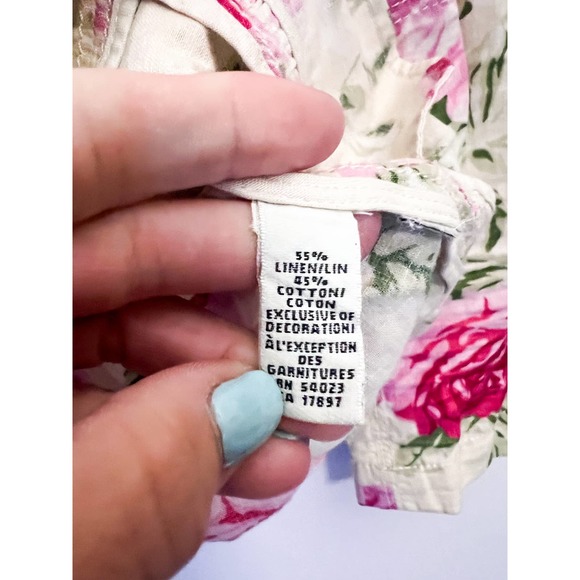 55%
LINEN/LIN
45%
COTTON/
COTON
EXCLUSIVE OF
DECORATION/
À L'EXCEPTION
DES
GARNITURES
RN 54023
CA 17897